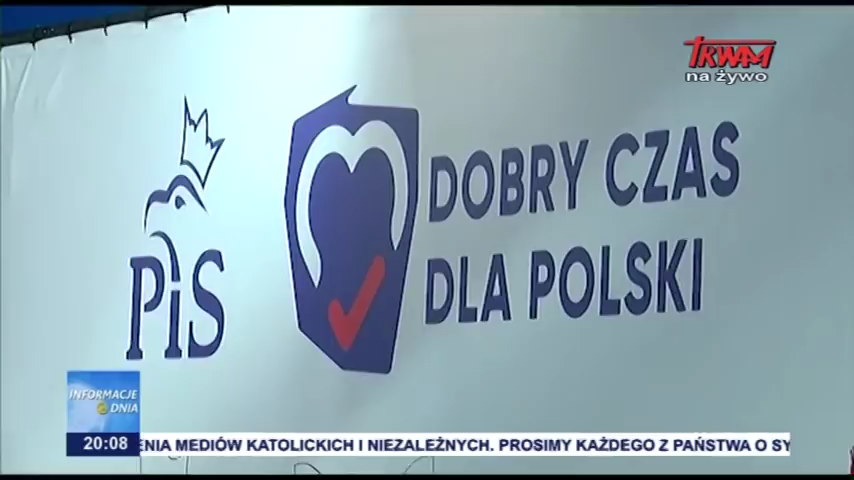 TRWAM
na żywo
PiS
DOBRY CZAS
DLA POLSKI
INFORMACJE
DNIA
20:08
ENIA MEDIÓW KATOLICKICH I NIEZALEŻNYCH. PROSIMY KAŻDEGO Z PAŃSTWA O SY